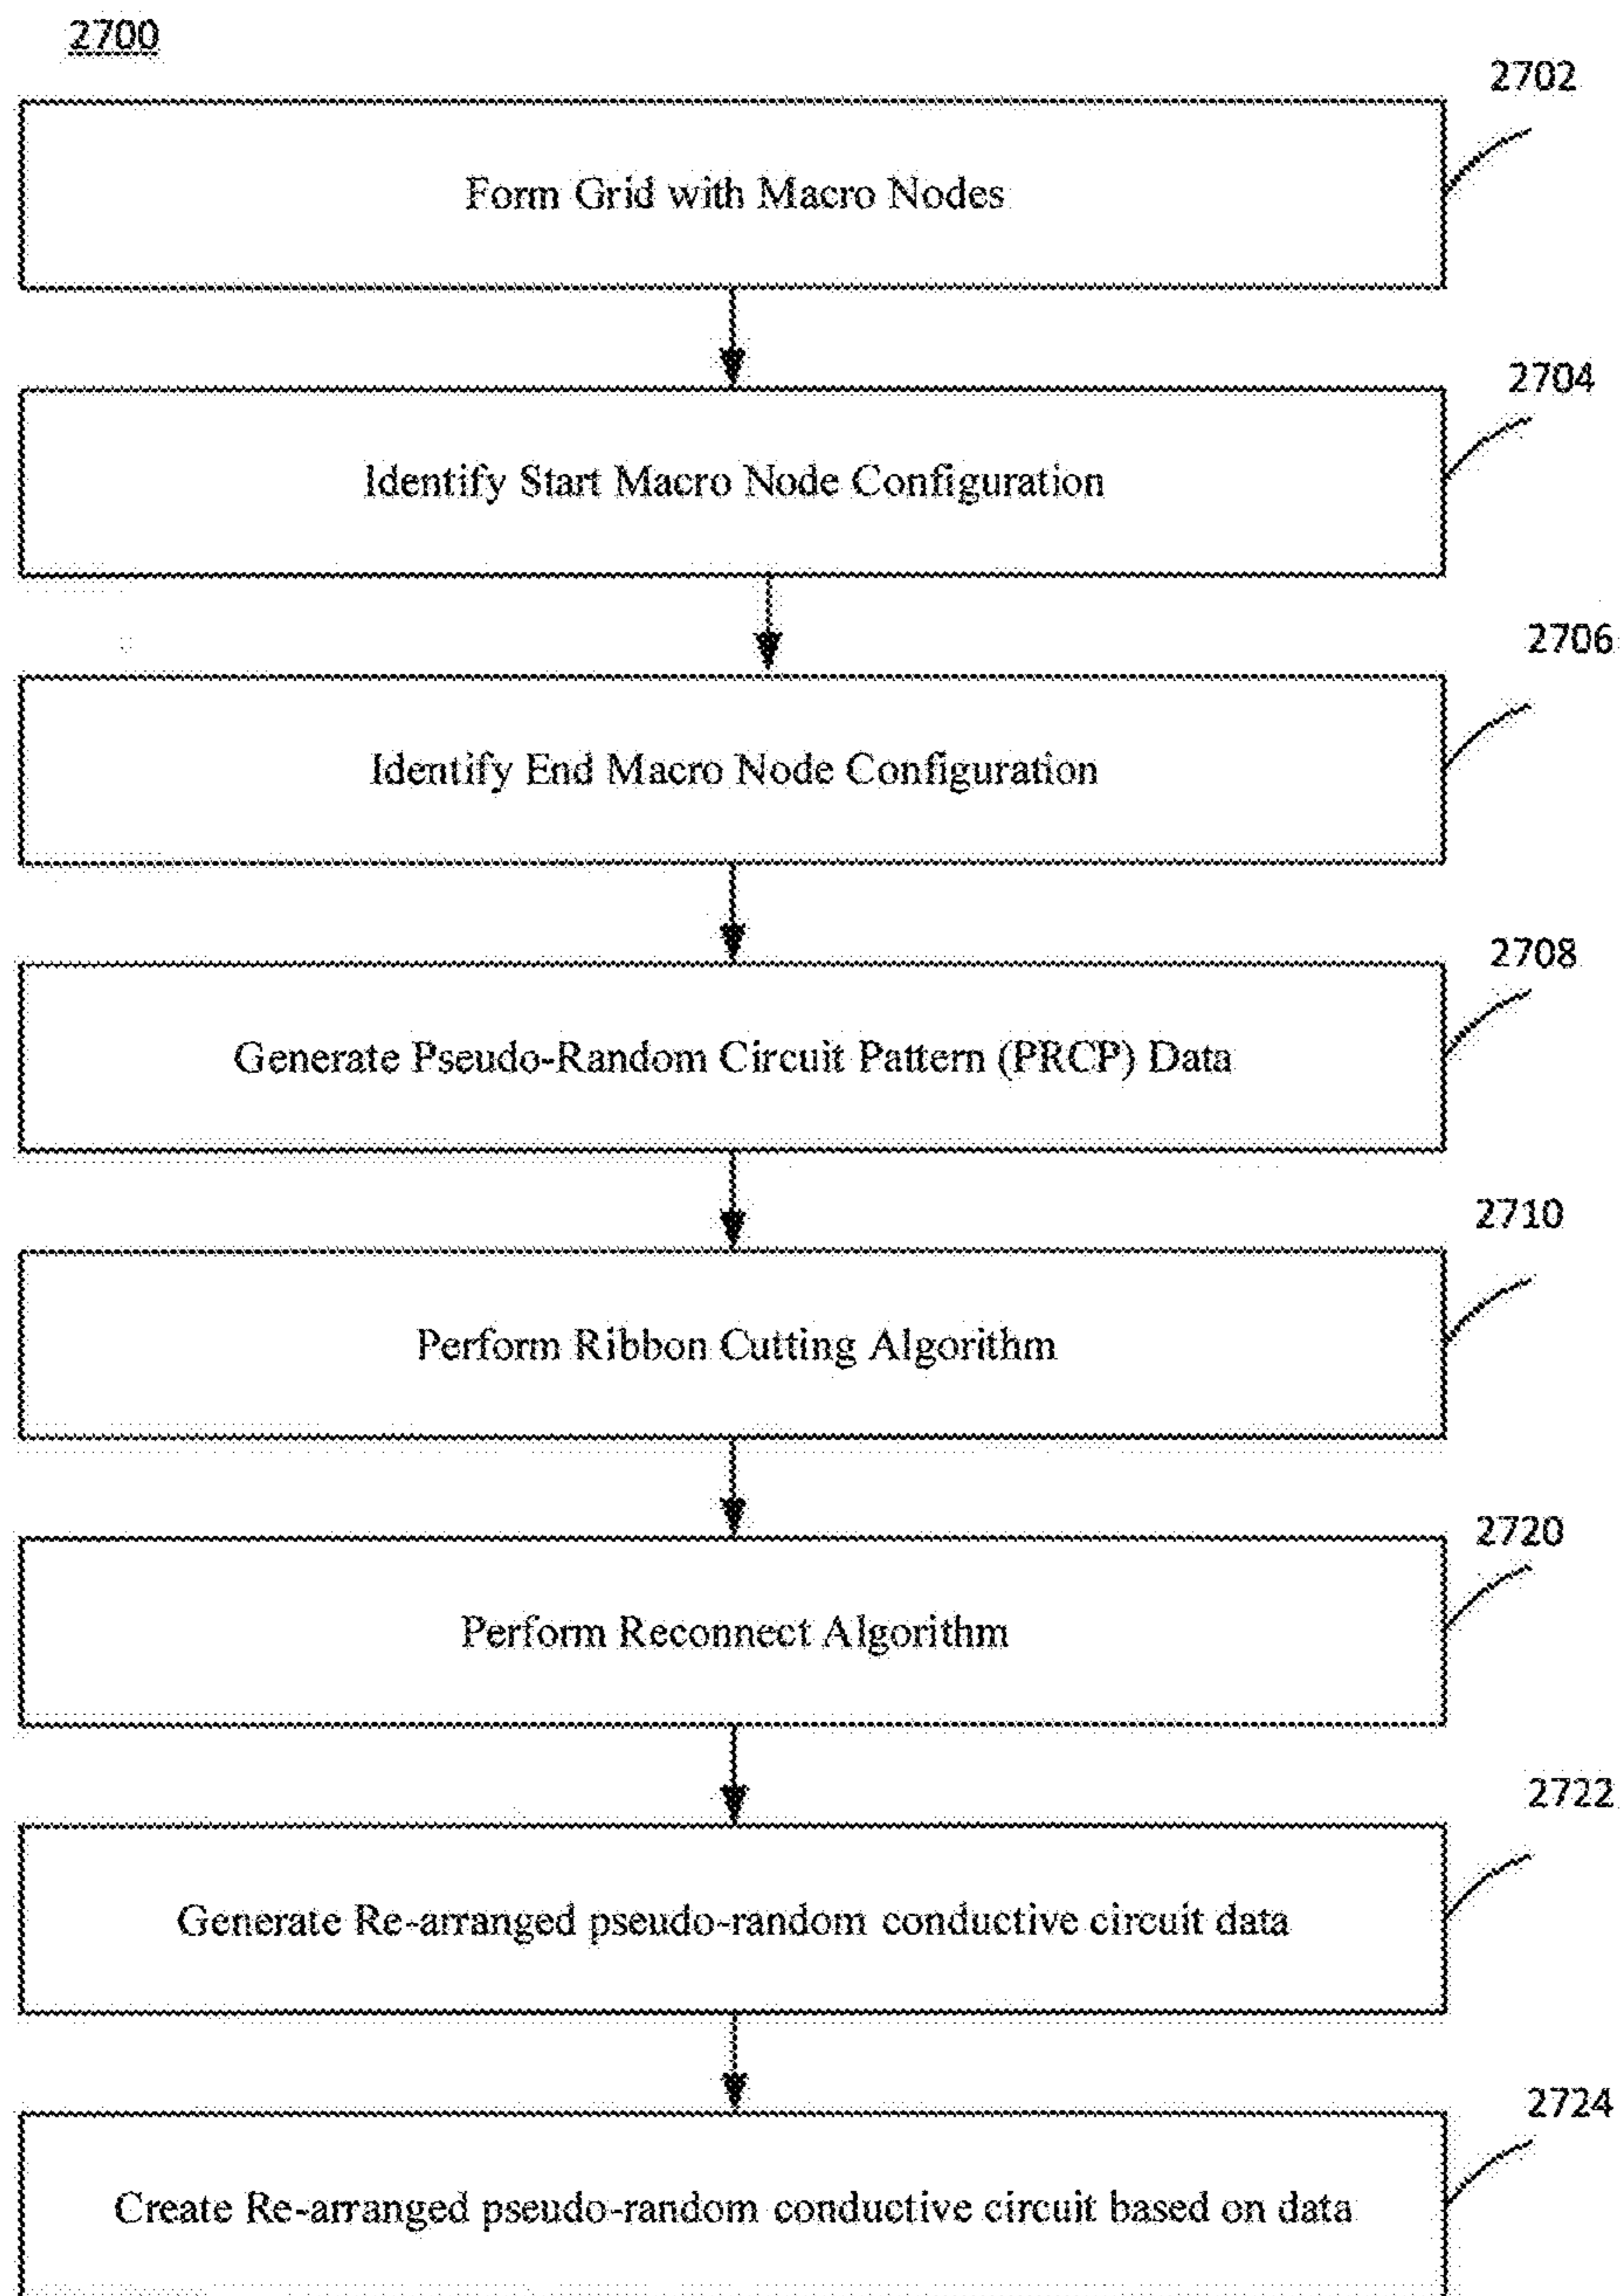 2700
2702
Form Grid with Macro Nodes
2704
Identify Start Macro Node Configuration
2706
Identify End Macro Node Configuration
2708
Generate Pseudo-Random Circuit Pattern (PRCP) Data
2710
Perform Ribbon Cutting Algorithm
2720
Perform Reconnect Algorithm
2722
Generate Re-arranged pseudo-random conductive circuit data
2724
Create Re-arranged pseudo-random conductive circuit based on data